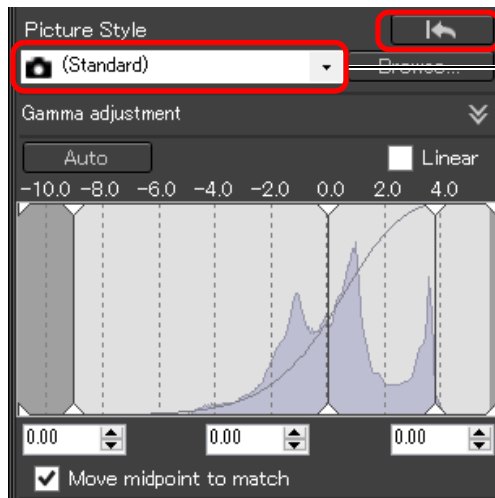 Picture Style
(Standard)
Browse...
Gamma adjustment
Auto
Linear
-10.0 -8.0 -6.0 -4.0 -2.0 0.0 2.0 4.0
0.00 0.00 0.00
Move midpoint to match